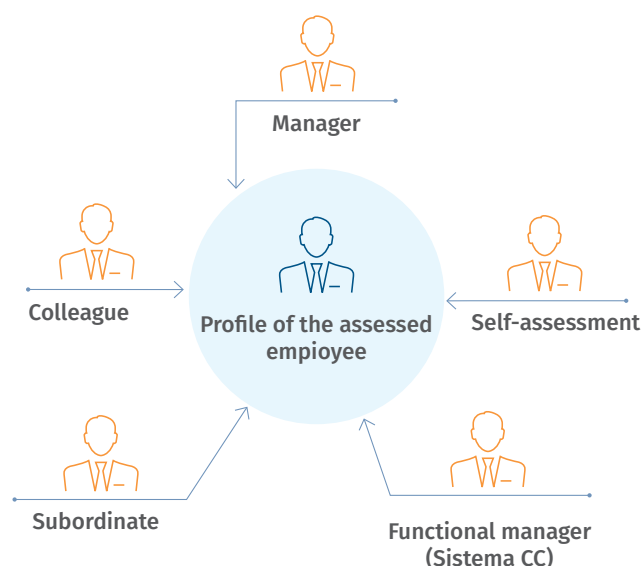 Manager
Colleague
Profile of the assessed
empioyee
Self-assessment
Subordinate
Functional manager
(Sistema CC)